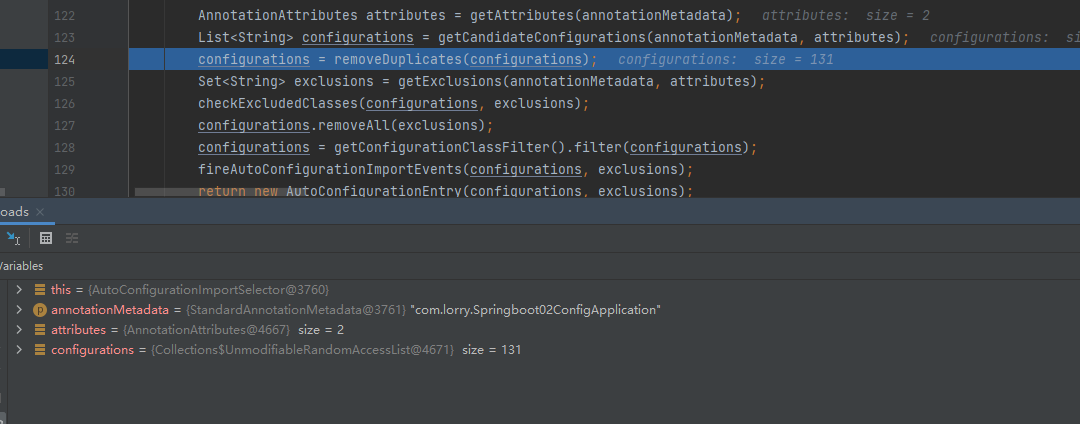 122 AnnotationAttributes attributes = getAttributes(annotationMetadata); attributes: size = 2
123 List<String> configurations = getCandidateConfigurations(annotationMetadata, attributes); configurations: si
124 configurations = removeDuplicates(configurations); configurations: size = 131
125 Set<String> exclusions = getExclusions(annotationMetadata, attributes);
126 checkExcludedClasses(configurations, exclusions);
127 configurations.removeAll(exclusions);
128 configurations = getConfigurationClassFilter().filter(configurations);
129 fireAutoConfigurationImportEvents(configurations, exclusions);
130 return new AutoConfigurationEntry(configurations, exclusions);
oads ×
Variables
this = {AutoConfigurationImportSelector@3760}
p annotationMetadata = {StandardAnnotationMetadata@3761} "com.lorry.Springboot02ConfigApplication"
attributes = {AnnotationAttributes@4667} size = 2
configurations = {Collections$UnmodifiableRandomAccessList@4671} size = 131